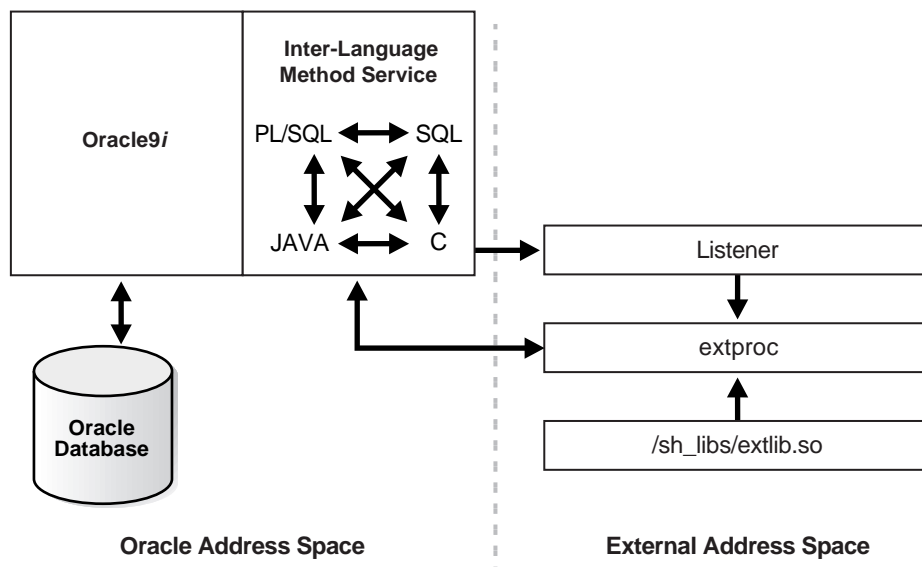 Inter-Language
Method Service
Oracle9i
PL/SQL SQL
JAVA C
Listener
extproc
/sh_libs/extlib.so
Oracle
Database
Oracle Address Space
External Address Space